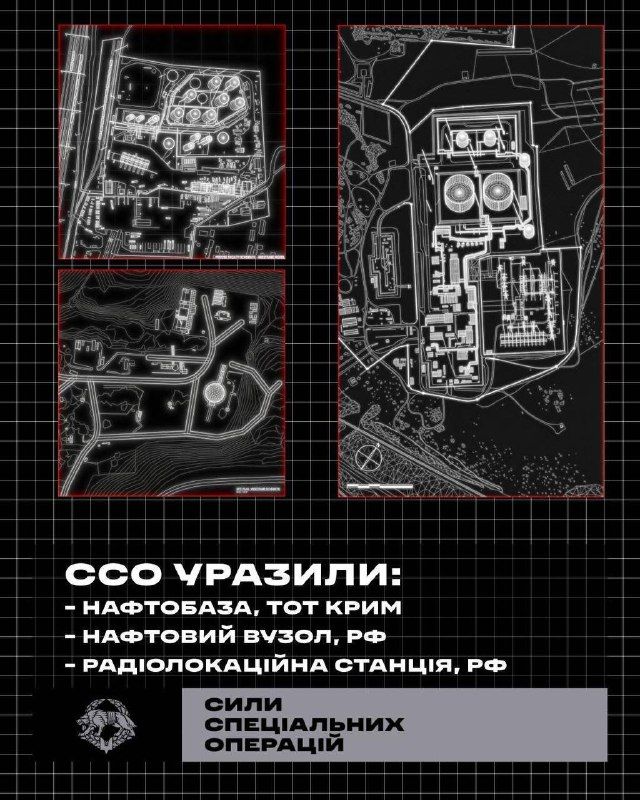 ССО УРАЗИЛИ:
- НАФТОБАЗА, ТОТ КРИМ
- НАФТОВИЙ ВУЗОЛ, РФ
- РАДІОЛОКАЦІЙНА СТАНЦІЯ, РФ
СИЛИ
СПЕЦІАЛЬНИХ
ОПЕРАЦІЙ